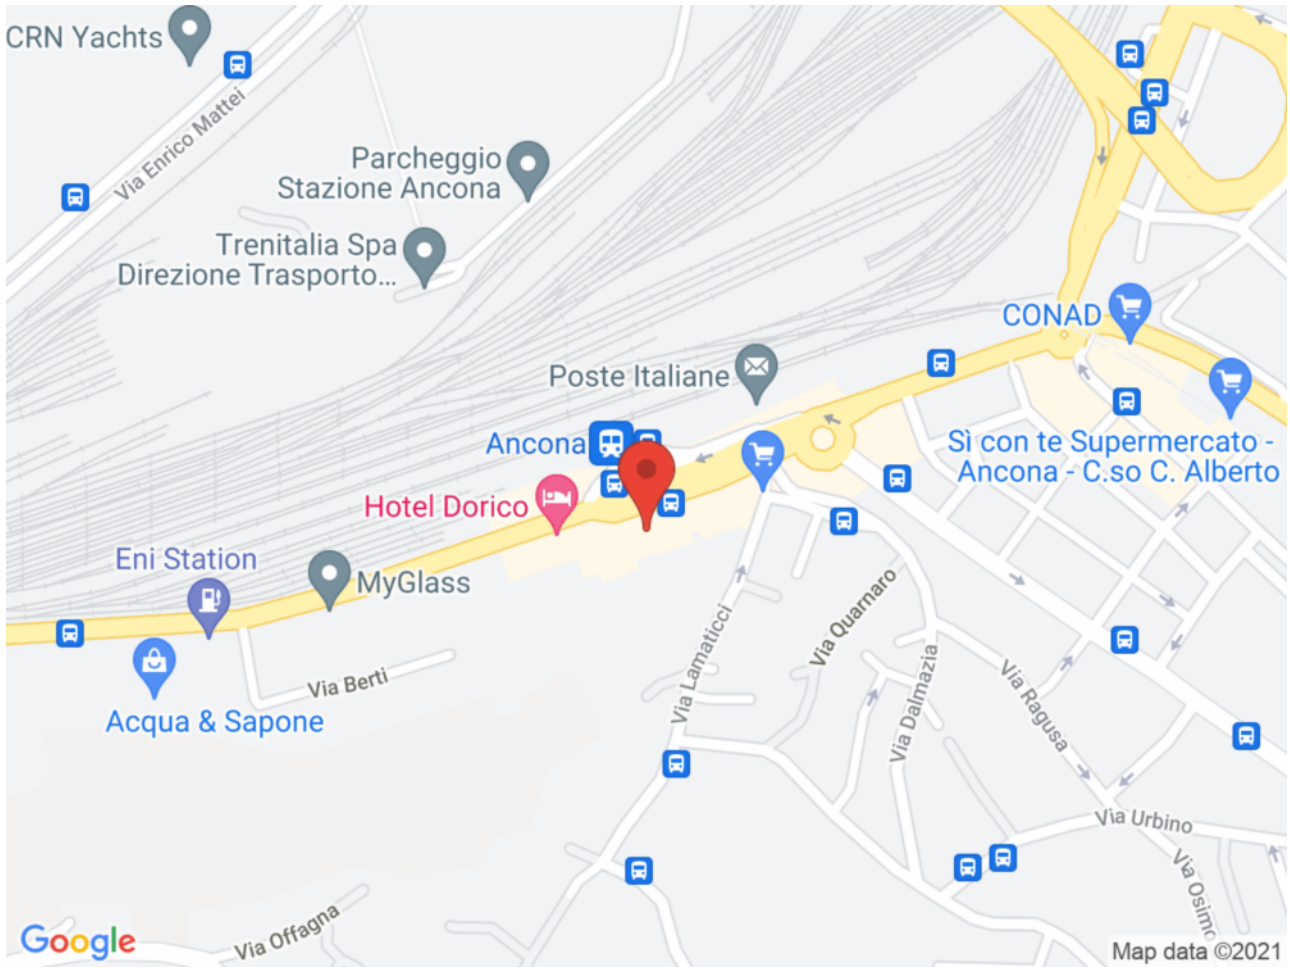 CRN Yachts
Via Enrico Mattei
Parcheggio
Stazione Ancona
Trenitalia Spa
Direzione Trasporto...
CONAD
Poste Italiane
Ancona
Sì con te Supermercato -
Ancona - C.so C. Alberto
Hotel Dorico
Eni Station
MyGlass
Via Berti
Acqua & Sapone
Via Lamaticci
Via Quarnaro
Via Dalmazia
Via Ragusa
Via Urbino
Via Osimo
Via Offagna
Google
Map data ©2021